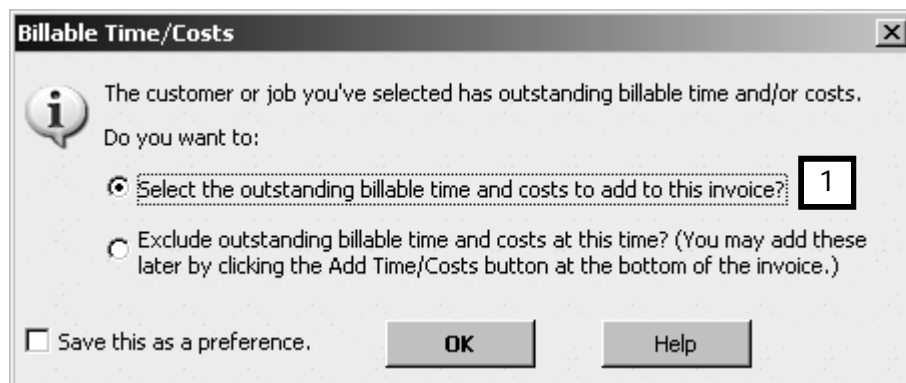 Billable Time/Costs
The customer or job you've selected has outstanding billable time and/or costs.
Do you want to:
Select the outstanding billable time and costs to add to this invoice?
1
Exclude outstanding billable time and costs at this time? (You may add these
later by clicking the Add Time/Costs button at the bottom of the invoice.)
Save this as a preference.
OK
Help